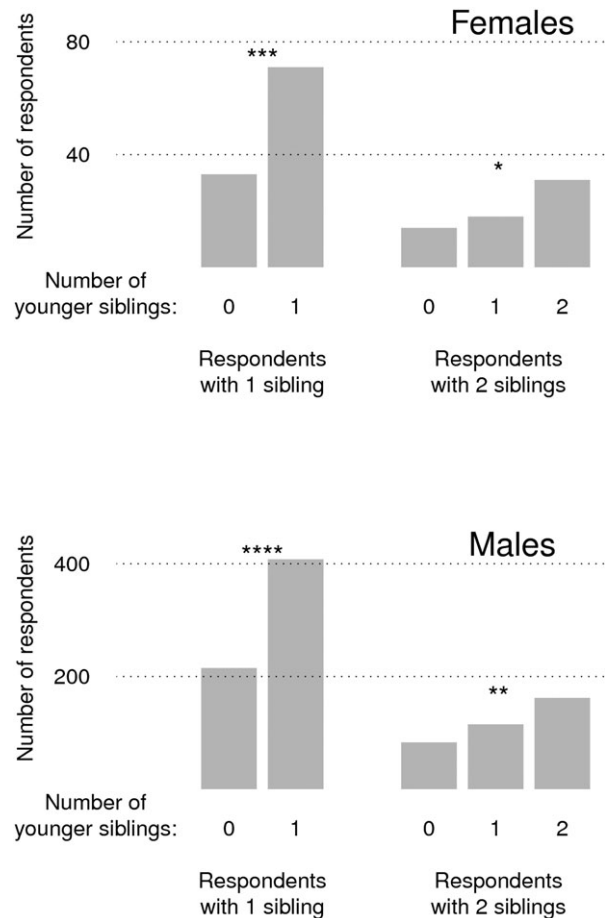 Females
Number of respondents
80
***
40
*
Number of
younger siblings:
0 1 0 1 2
Respondents
with 1 sibling
Respondents
with 2 siblings
Males
Number of respondents
****
400
200
**
Number of
younger siblings:
0 1 0 1 2
Respondents
with 1 sibling
Respondents
with 2 siblings